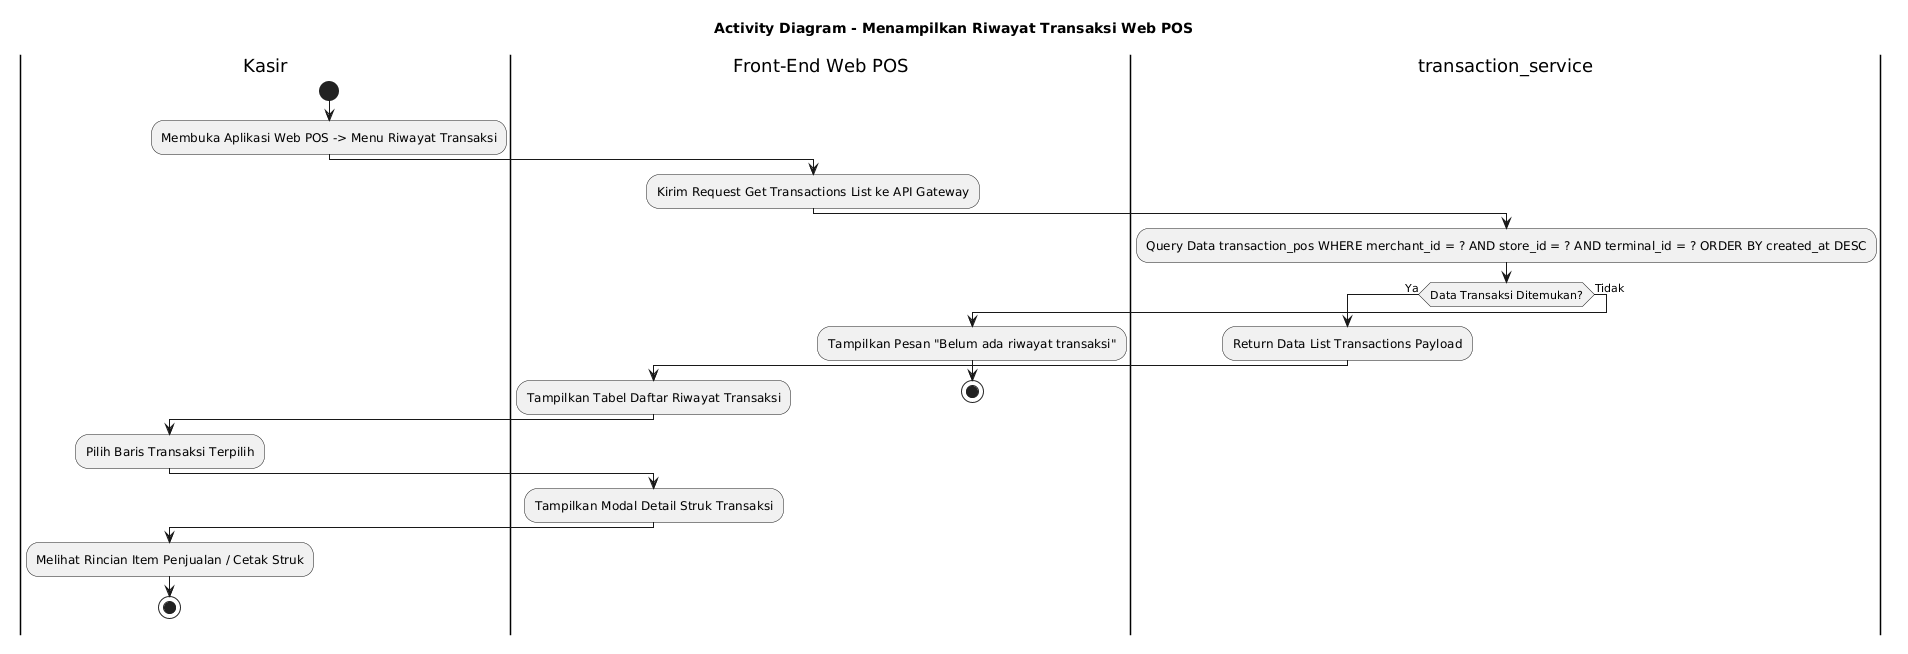 Activity Diagram - Menampilkan Riwayat Transaksi Web POS
Kasir
Front-End Web POS
transaction_service
Membuka Aplikasi Web POS -> Menu Riwayat Transaksi
Kirim Request Get Transactions List ke API Gateway
Query Data transaction_pos WHERE merchant_id = ? AND store_id = ? AND terminal_id = ? ORDER BY created_at DESC
Ya
Data Transaksi Ditemukan?
Tidak
Tampilkan Pesan "Belum ada riwayat transaksi"
Return Data List Transactions Payload
Tampilkan Tabel Daftar Riwayat Transaksi
Pilih Baris Transaksi Terpilih
Tampilkan Modal Detail Struk Transaksi
Melihat Rincian Item Penjualan / Cetak Struk